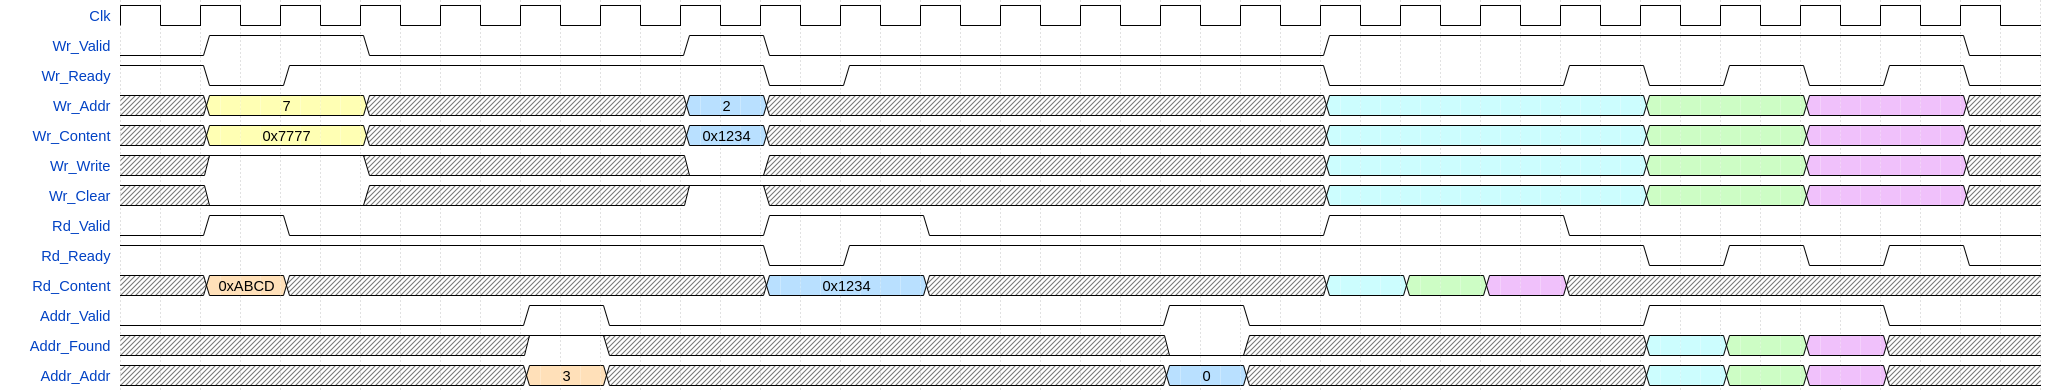 Clk
Wr_Valid
Wr_Ready
Wr_Addr 7 2
Wr_Content 0x7777 0x1234
Wr_Write
Wr_Clear
Rd_Valid
Rd_Ready
Rd_Content 0xABCD 0x1234
Addr_Valid
Addr_Found
Addr_Addr 3 0